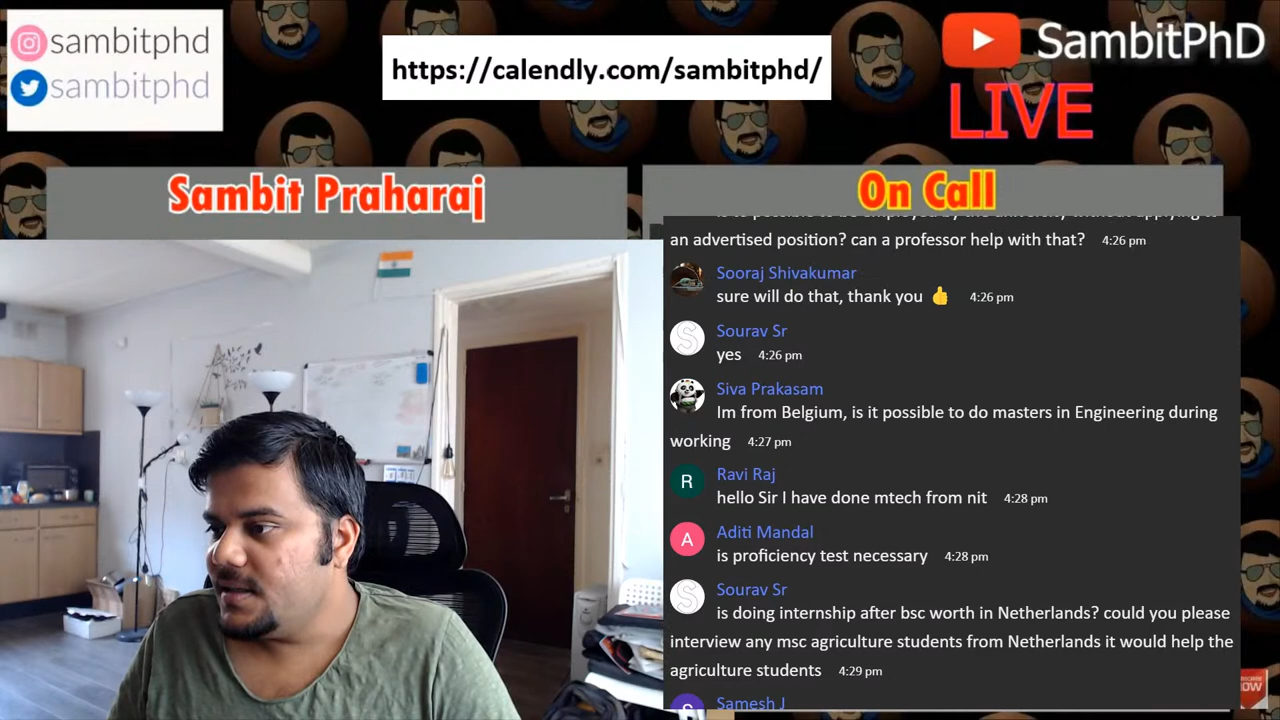 sambitphd
sambitphd
https://calendly.com/sambitphd/
SambitPhD
LIVE
Sambit Praharaj
On Call
an advertised position? can a professor help with that? 4:26 pm
Sooraj Shivakumar
sure will do that, thank you 👍 4:26 pm
S
Sourav Sr
yes 4:26 pm
Siva Prakasam
Im from Belgium, is it possible to do masters in Engineering during
working 4:27 pm
R
Ravi Raj
hello Sir I have done mtech from nit 4:28 pm
A
Aditi Mandal
is proficiency test necessary 4:28 pm
S
Sourav Sr
is doing internship after bsc worth in Netherlands? could you please
interview any msc agriculture students from Netherlands it would help the
agriculture students 4:29 pm
S
Samesh J